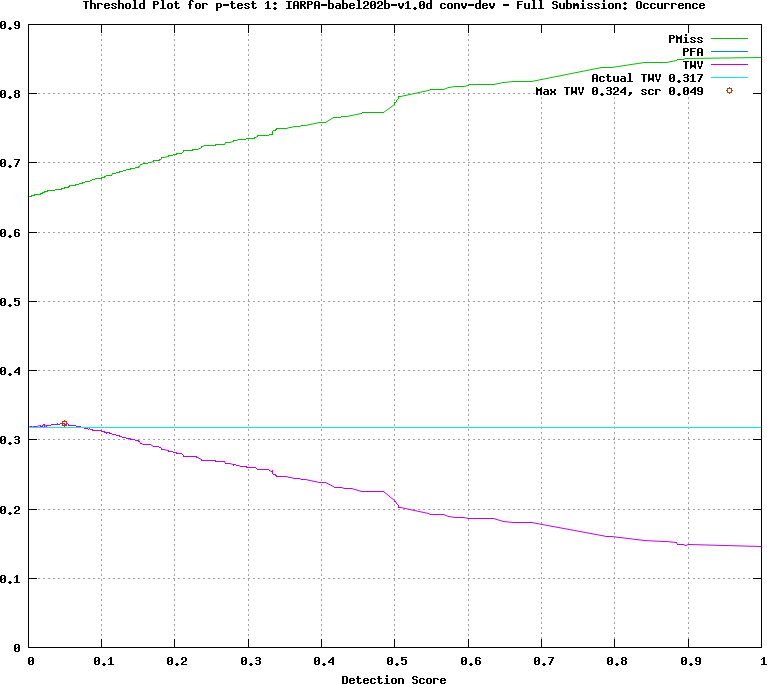 Threshold Plot for p-test 1: IARPA-babel202b-v1.0d conv-dev - Full Submission: Occurrence
PMiss
PFA
TWV
Actual TWV 0.317
Max TWV 0.324, scr 0.049
0.9
0.8
0.7
0.6
0.5
0.4
0.3
0.2
0.1
0
0 0.1 0.2 0.3 0.4 0.5 0.6 0.7 0.8 0.9 1
Detection Score